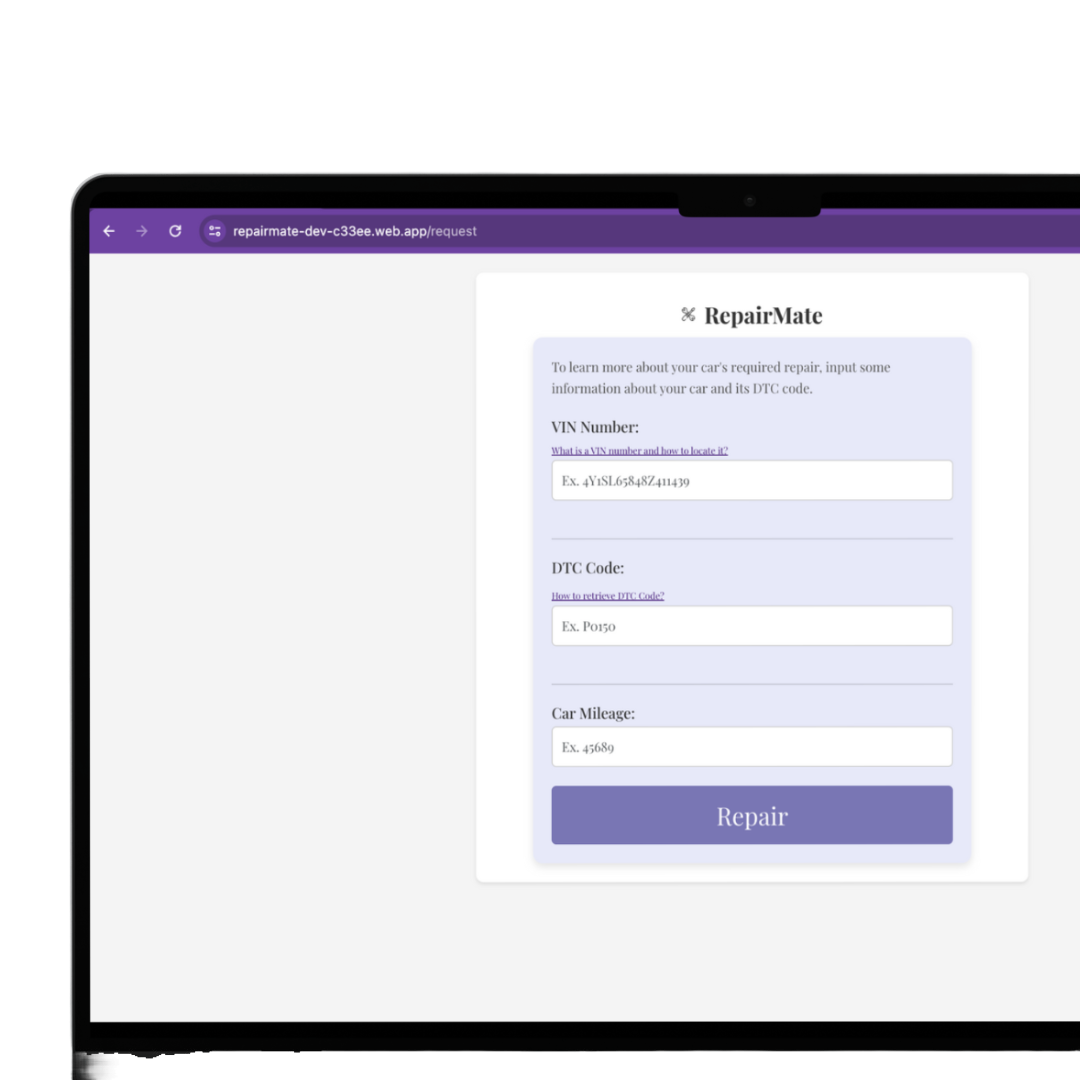 repairmate-dev-c33ee.web.app/request
RepairMate
To learn more about your car's required repair, input some
information about your car and its DTC code.
VIN Number:
What is a VIN number and how to locate it?
Ex. 4Y1SL65848Z411439
DTC Code:
How to retrieve DTC Code?
Ex. P0150
Car Mileage:
Ex. 45689
Repair